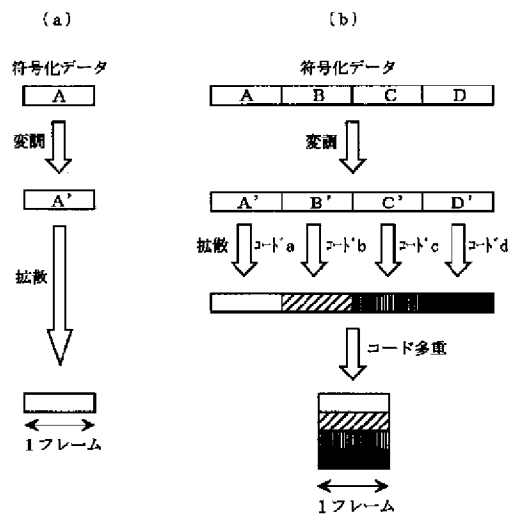 (a)
符号化データ
A
変調
A'
拡散
1フレーム
(b)
符号化データ
A B C D
変調
A' B' C' D'
拡散 コードa コードb コードc コードd
コード多重
1フレーム